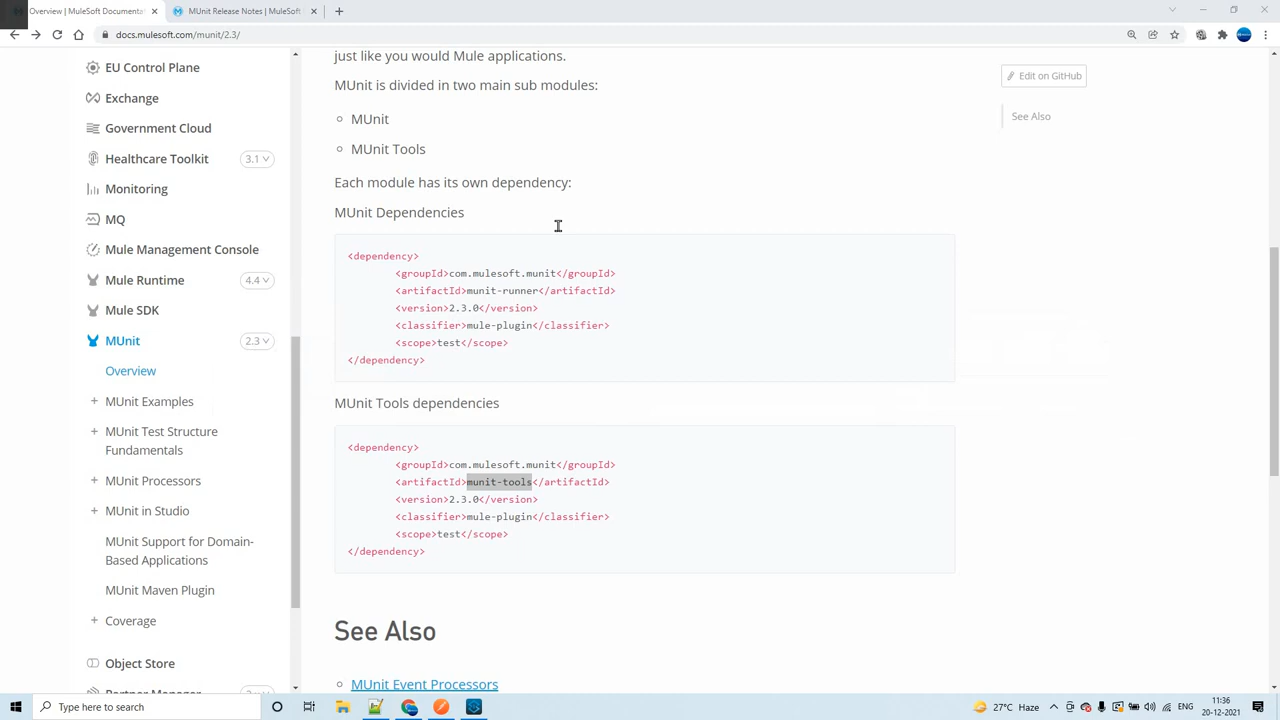 Overview | MuleSoft Documenta
MUnit Release Notes | MuleSoft
docs.mulesoft.com/munit/2.3/
EU Control Plane
Exchange
Government Cloud
Healthcare Toolkit 3.1
Monitoring
MQ
Mule Management Console
Mule Runtime 4.4
Mule SDK
MUnit 2.3
Overview
MUnit Examples
MUnit Test Structure
Fundamentals
MUnit Processors
MUnit in Studio
MUnit Support for Domain-
Based Applications
MUnit Maven Plugin
Coverage
Object Store
Partner Manager
just like you would Mule applications.
MUnit is divided in two main sub modules:
MUnit
MUnit Tools
Each module has its own dependency:
MUnit Dependencies
<dependency>
<groupId>com.mulesoft.munit</groupId>
<artifactId>munit-runner</artifactId>
<version>2.3.0</version>
<classifier>mule-plugin</classifier>
<scope>test</scope>
</dependency>
MUnit Tools dependencies
<dependency>
<groupId>com.mulesoft.munit</groupId>
<artifactId>munit-tools</artifactId>
<version>2.3.0</version>
<classifier>mule-plugin</classifier>
<scope>test</scope>
</dependency>
See Also
MUnit Event Processors
Edit on GitHub
See Also
Type here to search
27°C Haze
ENG
11:36
20-12-2021